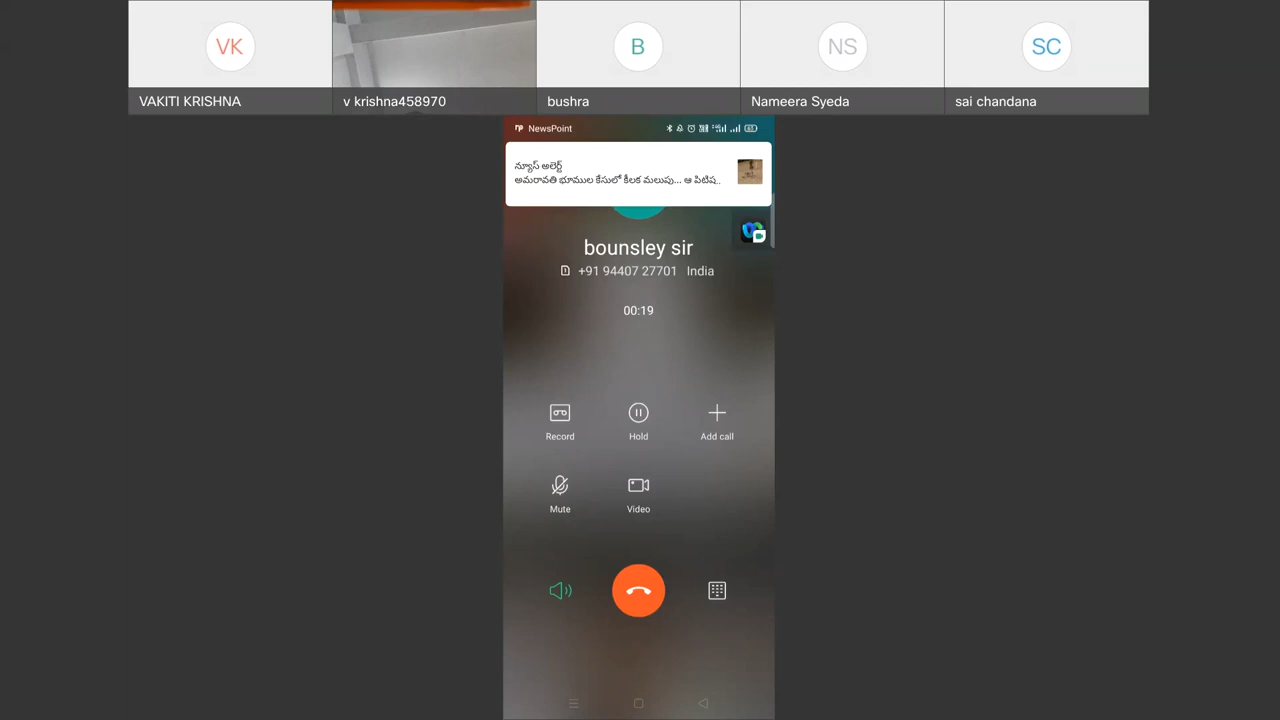 VK
B
NS
SC
VAKITI KRISHNA
v krishna458970
bushra
Nameera Syeda
sai chandana
NewsPoint
న్యూస్ అలెర్ట్
అమరావతి భూముల కేసులో కీలక మలుపు... ఆ పిటిష..
bounsley sir
+91 94407 27701 India
00:19
Record
Hold
Add call
Mute
Video